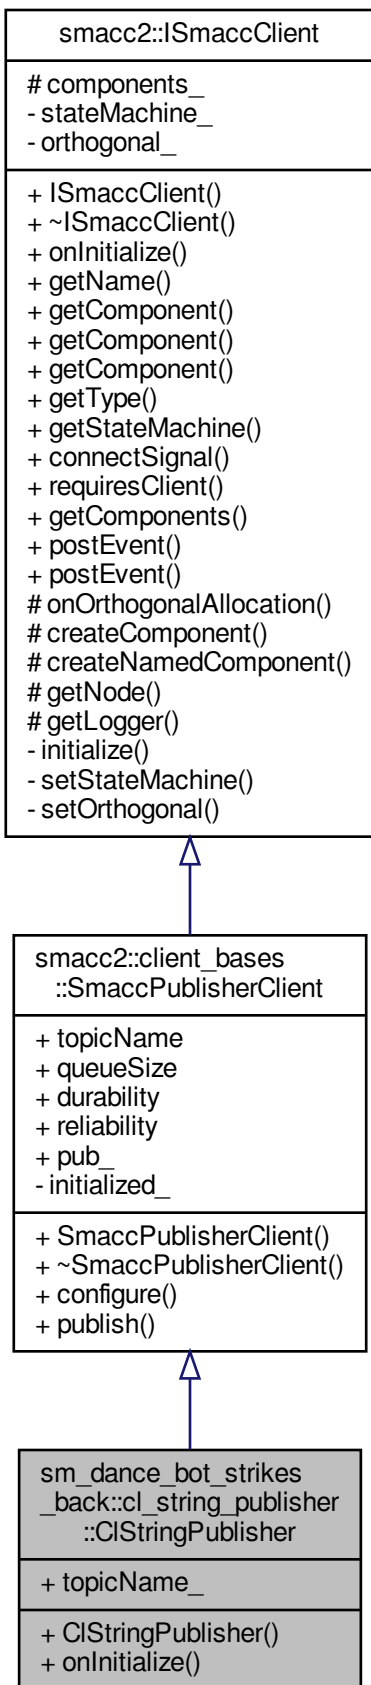 smacc2::ISmaccClient
# components_
- stateMachine_
- orthogonal_
+ ISmaccClient()
+ ~ISmaccClient()
+ onInitialize()
+ getName()
+ getComponent()
+ getComponent()
+ getComponent()
+ getType()
+ getStateMachine()
+ connectSignal()
+ requiresClient()
+ getComponents()
+ postEvent()
+ postEvent()
# onOrthogonalAllocation()
# createComponent()
# createNamedComponent()
# getNode()
# getLogger()
- initialize()
- setStateMachine()
- setOrthogonal()
smacc2::client_bases
::SmaccPublisherClient
+ topicName
+ queueSize
+ durability
+ reliability
+ pub_
- initialized_
+ SmaccPublisherClient()
+ ~SmaccPublisherClient()
+ configure()
+ publish()
sm_dance_bot_strikes
_back::cl_string_publisher
::ClStringPublisher
+ topicName_
+ ClStringPublisher()
+ onInitialize()